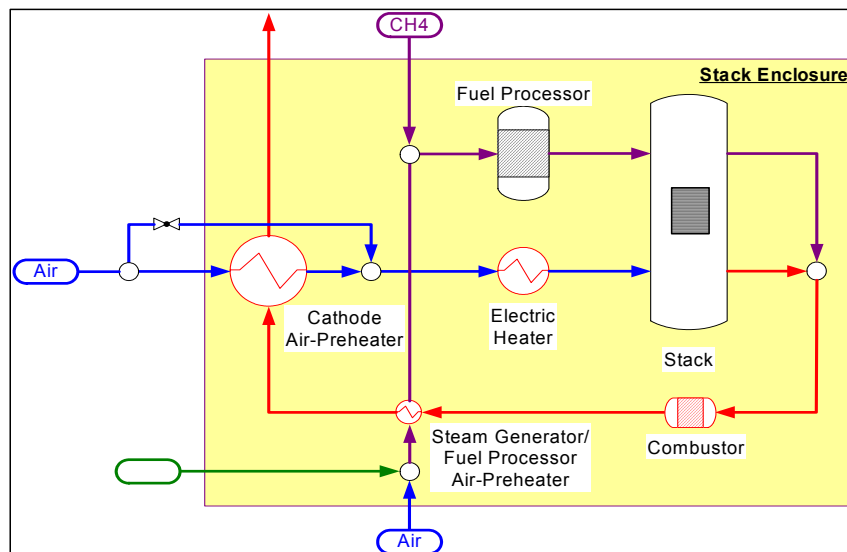 CH4
Stack Enclosure
Fuel Processor
Air
Cathode
Air-Preheater
Electric
Heater
Stack
Steam Generator/
Fuel Processor
Air-Preheater
Combustor
Air